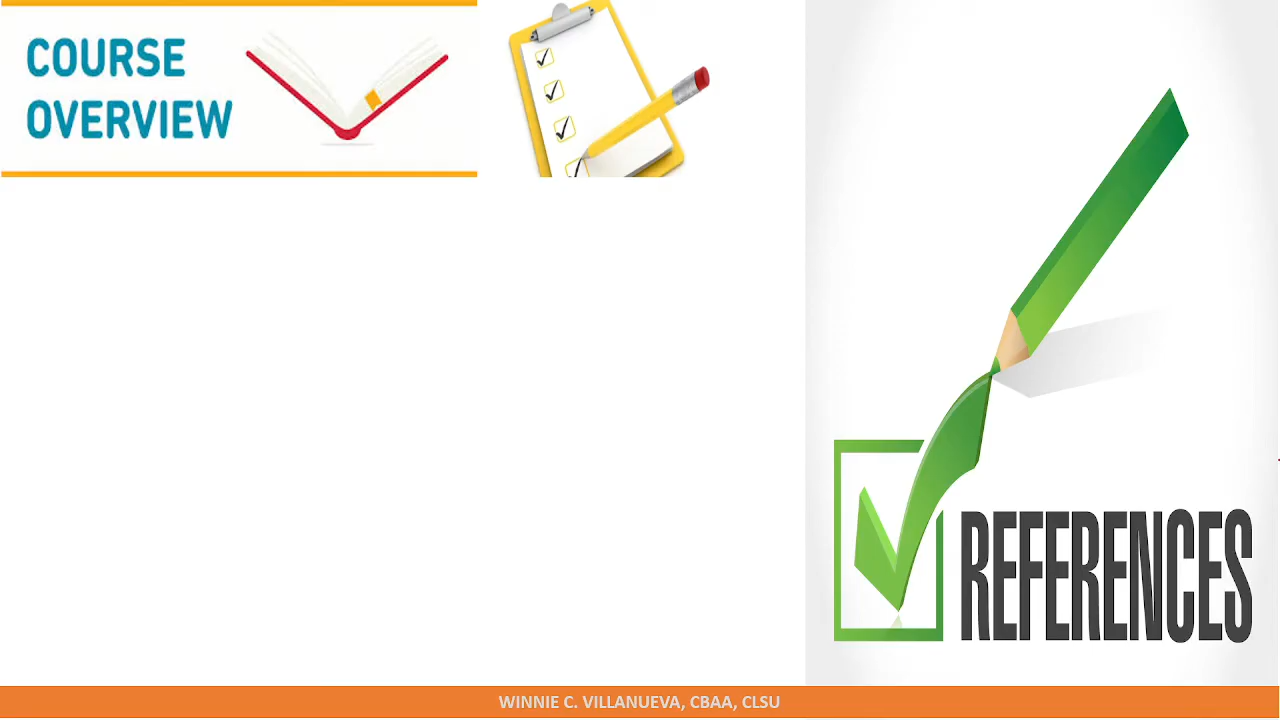 COURSE
OVERVIEW
REFERENCES
WINNIE C. VILLANUEVA, CBAA, CLSU